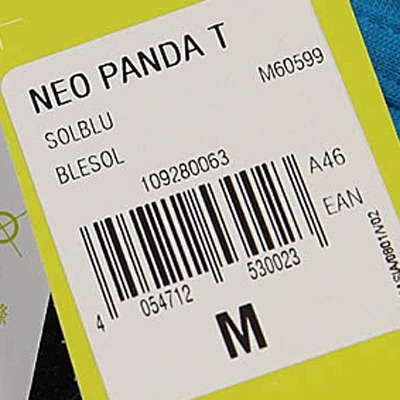 NEO PANDA T
M60599
SOLBLU
BLESOL
109280063
A46
EAN
4 054712 530023
M